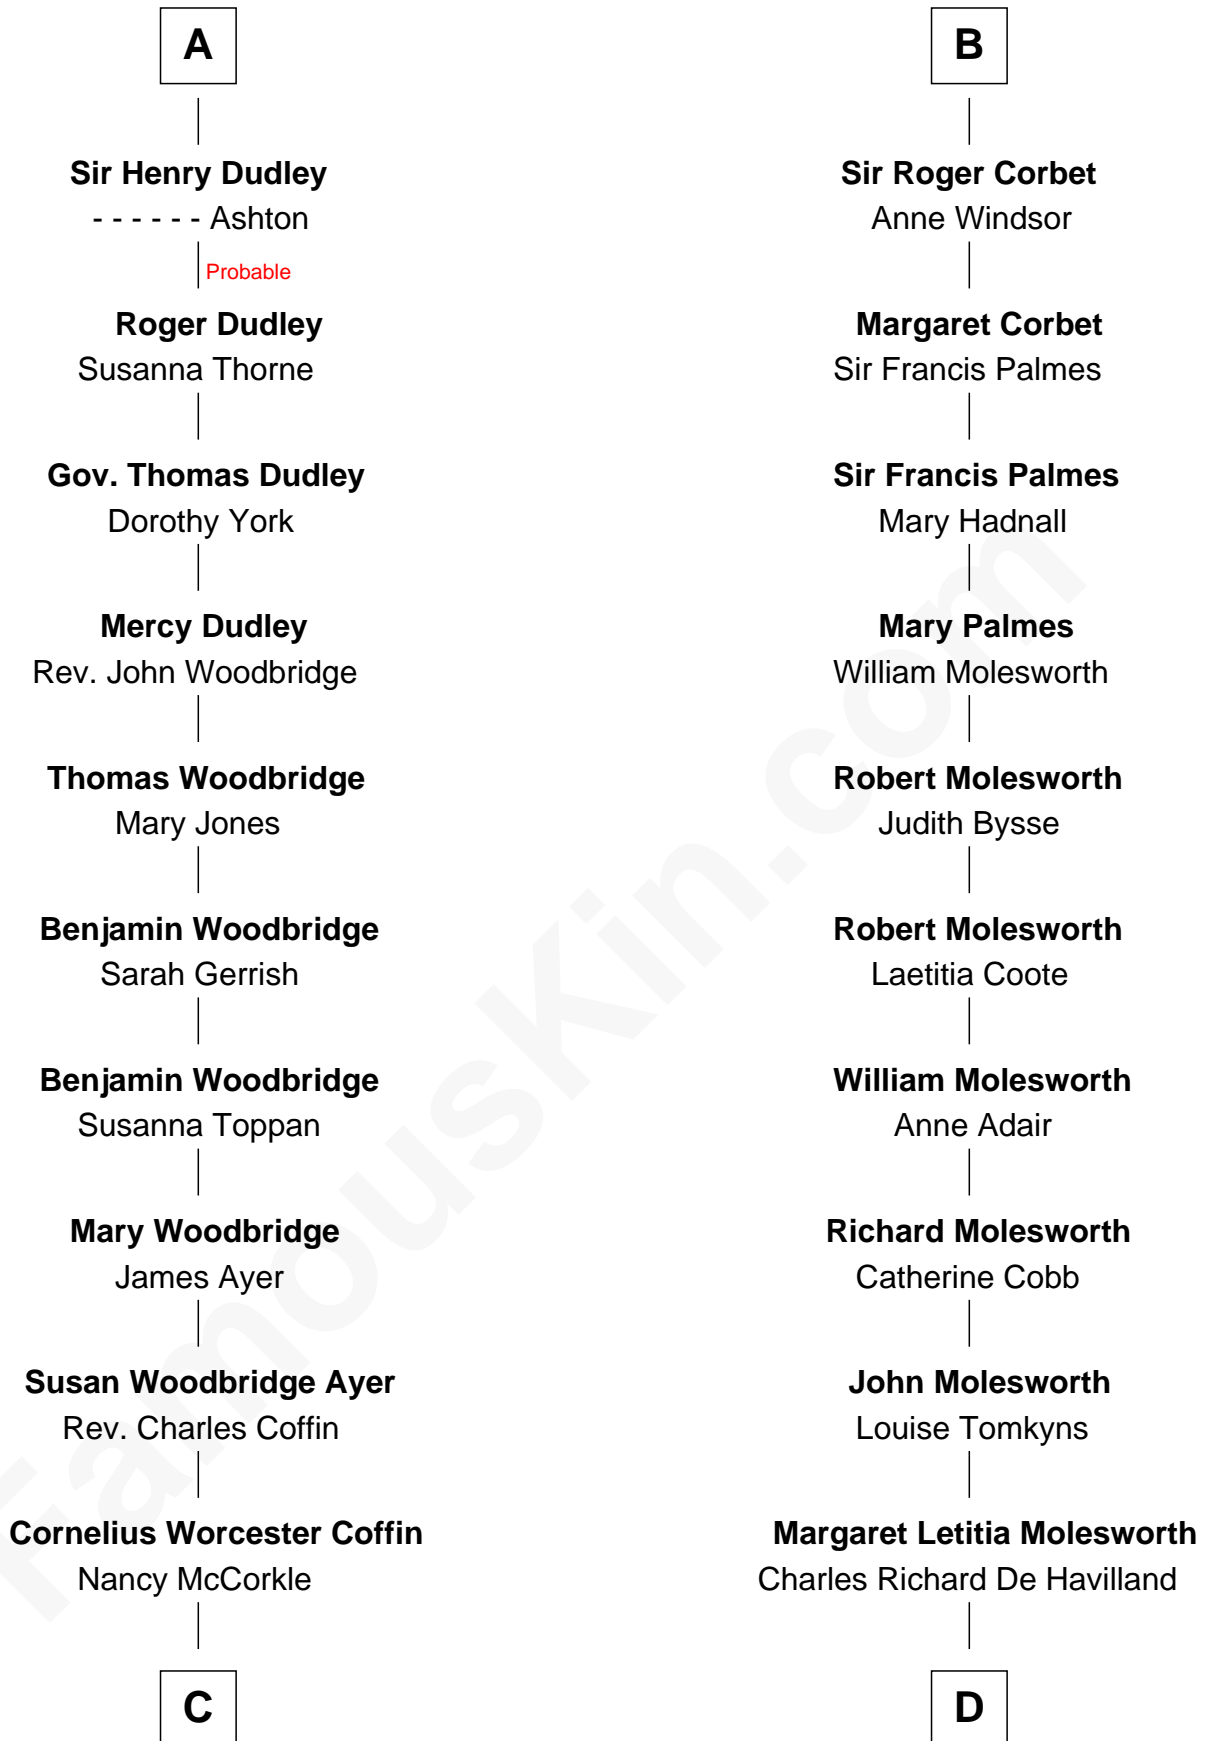 A
Sir Henry Dudley
- - - - - - Ashton
Probable
Roger Dudley
Susanna Thorne
Gov. Thomas Dudley
Dorothy York
Mercy Dudley
Rev. John Woodbridge
Thomas Woodbridge
Mary Jones
Benjamin Woodbridge
Sarah Gerrish
Benjamin Woodbridge
Susanna Toppan
Mary Woodbridge
James Ayer
Susan Woodbridge Ayer
Rev. Charles Coffin
Cornelius Worcester Coffin
Nancy McCorkle
C
B
Sir Roger Corbet
Anne Windsor
Margaret Corbet
Sir Francis Palmes
Sir Francis Palmes
Mary Hadnall
Mary Palmes
William Molesworth
Robert Molesworth
Judith Bysse
Robert Molesworth
Laetitia Coote
William Molesworth
Anne Adair
Richard Molesworth
Catherine Cobb
John Molesworth
Louise Tomkyns
Margaret Letitia Molesworth
Charles Richard De Havilland
D
FamousKin.com